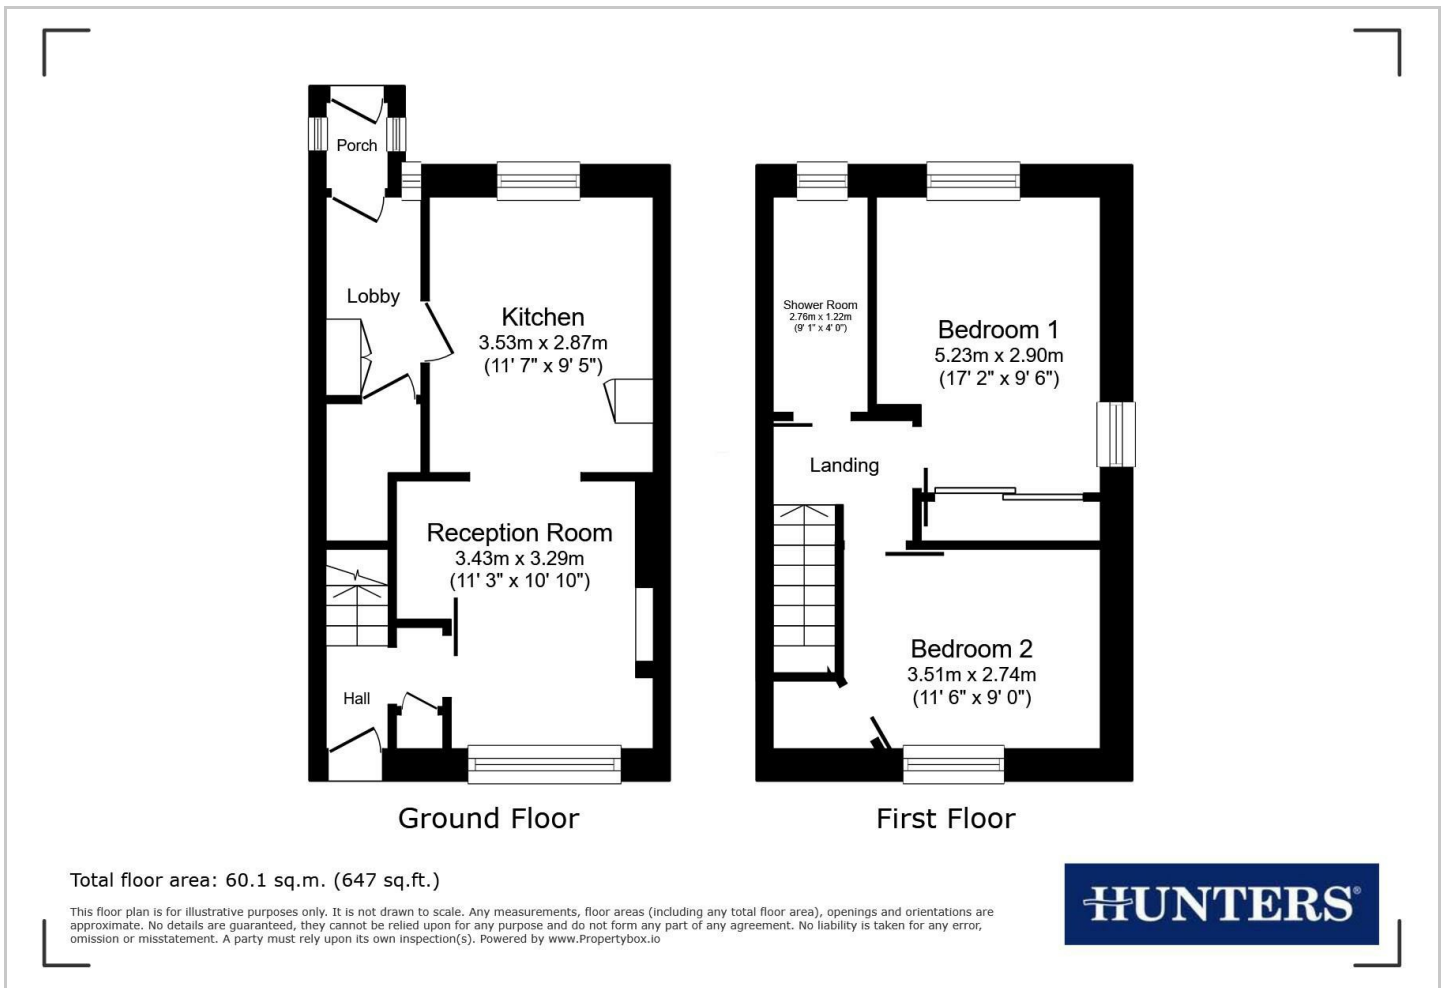 Porch
Lobby
Kitchen
3.53m x 2.87m
(11' 7" x 9' 5")
Reception Room
3.43m x 3.29m
(11' 3" x 10' 10")
Hall
Ground Floor
Shower Room
2.76m x 1.22m
(9' 1" x 4' 0")
Bedroom 1
5.23m x 2.90m
(17' 2" x 9' 6")
Landing
Bedroom 2
3.51m x 2.74m
(11' 6" x 9' 0")
First Floor
Total floor area: 60.1 sq.m. (647 sq.ft.)
This floor plan is for illustrative purposes only. It is not drawn to scale. Any measurements, floor areas (including any total floor area), openings and orientations are
approximate. No details are guaranteed, they cannot be relied upon for any purpose and do not form any part of any agreement. No liability is taken for any error,
omission or misstatement. A party must rely upon its own inspection(s). Powered by www.Propertybox.io
HUNTERS®